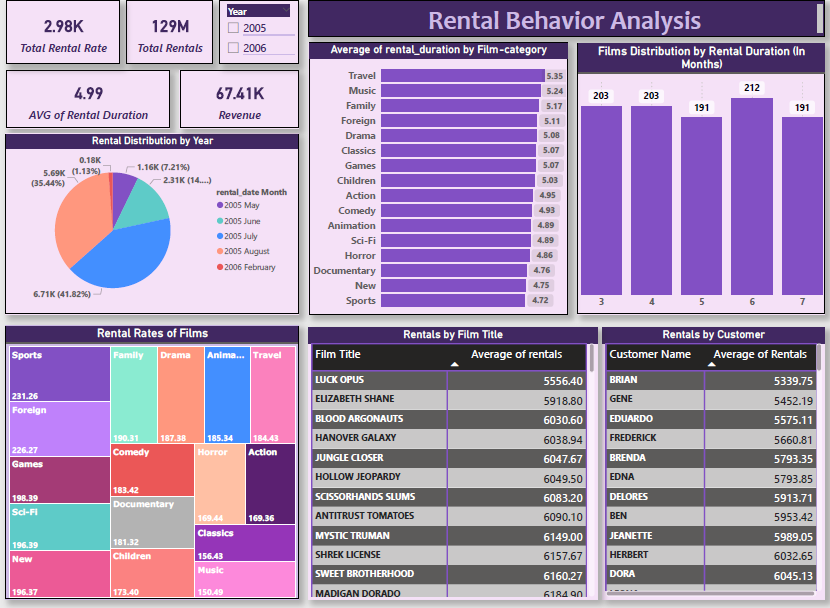 2.98K
Total Rental Rate
129M
Total Rentals
Year
2005
2006
Rental Behavior Analysis
4.99
AVG of Rental Duration
67.41K
Revenue
Rental Distribution by Year
0.18K
(1.13%)
1.16K (7.21%)
5.69K
(35.44%)
2.31K (14....)
6.71K (41.82%)
rental_date Month
2005 May
2005 June
2005 July
2005 August
2006 February
Average of rental_duration by Film-category
Travel 5.35
Music 5.24
Family 5.17
Foreign 5.11
Drama 5.08
Classics 5.07
Games 5.07
Children 5.03
Action 4.95
Comedy 4.93
Animation 4.89
Sci-Fi 4.89
Horror 4.86
Documentary 4.76
New 4.75
Sports 4.72
Films Distribution by Rental Duration (In
Months)
203 203 191 212 191
3 4 5 6 7
Rental Rates of Films
Sports
231.26
Foreign
226.27
Games
198.39
Sci-Fi
196.39
New
196.37
Family
190.31
Drama
187.38
Anima...
185.34
Travel
184.43
Comedy
183.42
Documentary
181.32
Children
173.40
Horror
169.44
Action
169.36
Classics
156.43
Music
150.49
Rentals by Film Title
Film Title Average of rentals
LUCK OPUS 5556.40
ELIZABETH SHANE 5918.80
BLOOD ARGONAUTS 6030.60
HANOVER GALAXY 6038.94
JUNGLE CLOSER 6047.67
HOLLOW JEOPARDY 6049.50
SCISSORHANDS SLUMS 6083.20
ANTITRUST TOMATOES 6090.10
MYSTIC TRUMAN 6149.00
SHREK LICENSE 6157.67
SWEET BROTHERHOOD 6160.27
MADIGAN DORADO 6184.90
Rentals by Customer
Customer Name Average of Rentals
BRIAN 5339.75
GENE 5452.19
EDUARDO 5575.11
FREDERICK 5660.81
BRENDA 5793.35
EDNA 5793.85
DELORES 5913.71
BEN 5953.42
JEANETTE 5989.05
HERBERT 6032.65
DORA 6045.13